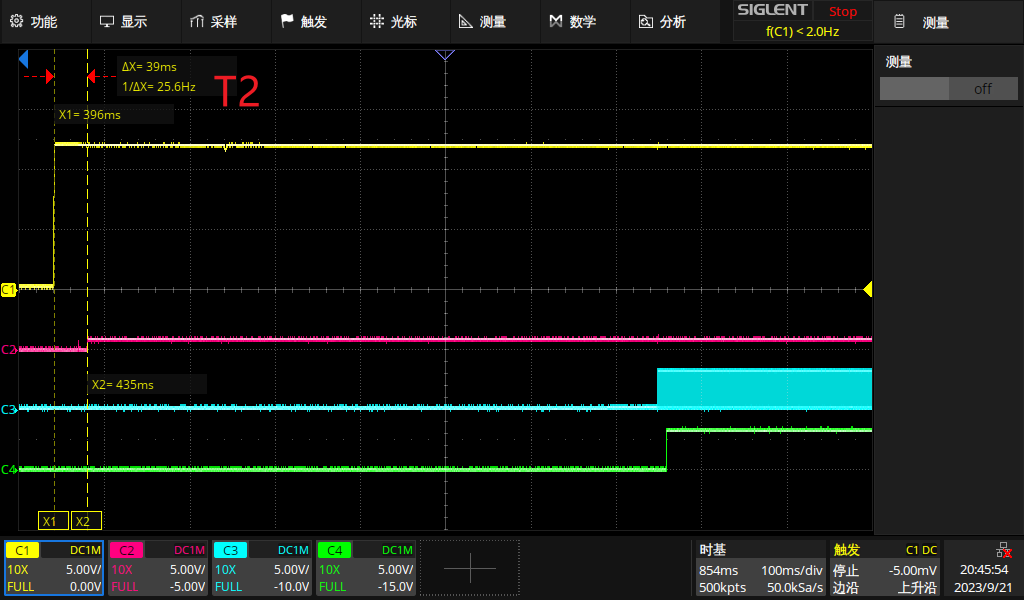 功能 显示 采样 触发 光标 测量 数学 分析 SIGLENT Stop 测量
f(C1) < 2.0Hz
ΔX= 39ms
1/ΔX= 25.6Hz
T2
X1= 396ms
测量
off
C1
C2
X2= 435ms
C3
C4
X1 X2
C1 DC1M C2 DC1M C3 DC1M C4 DC1M 时基 触发 C1 DC
10X 5.00V/ 10X 5.00V/ 10X 5.00V/ 10X 5.00V/ 854ms 100ms/div 停止 -5.00mV 20:45:54
FULL 0.00V FULL -5.00V FULL -10.0V FULL -15.0V 500kpts 50.0kSa/s 边沿 上升沿 2023/9/21